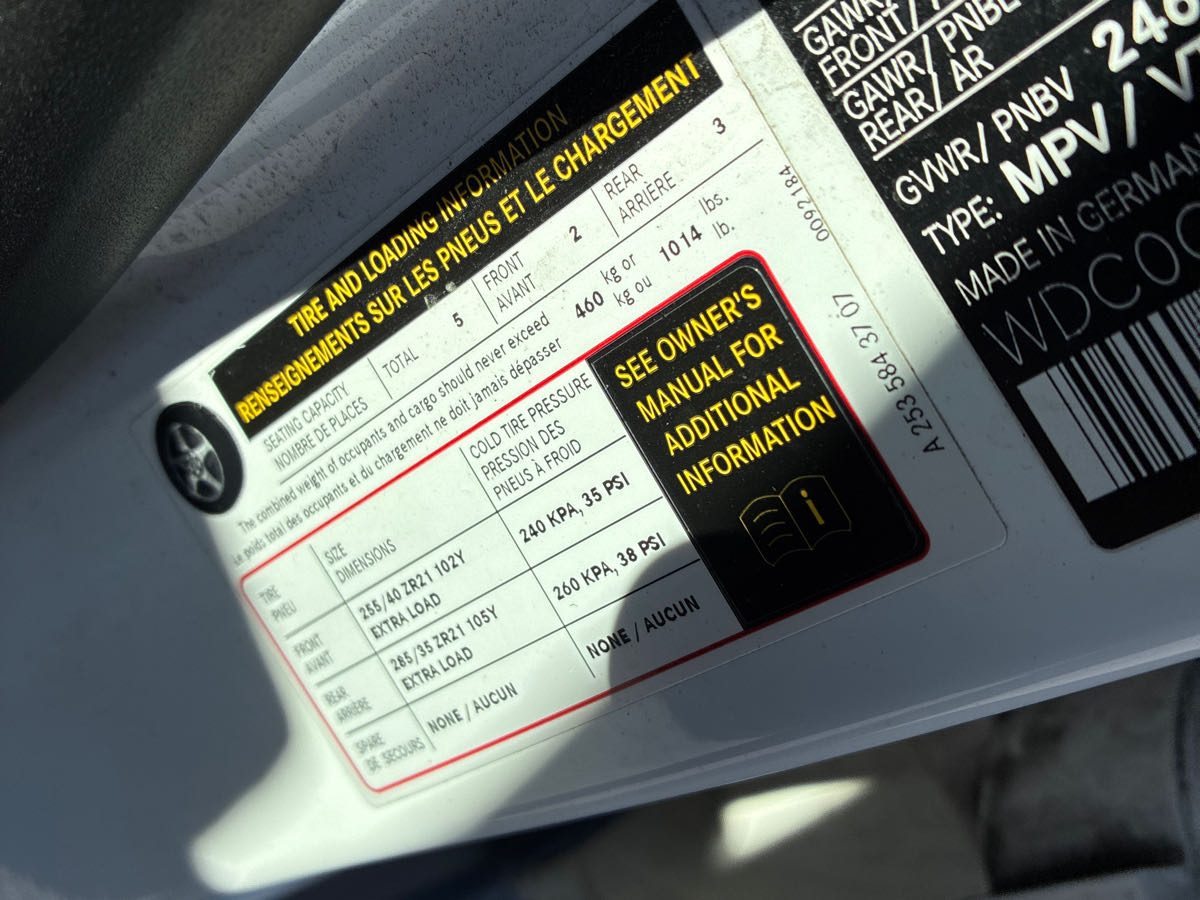 TIRE AND LOADING INFORMATION
RENSEIGNEMENTS SUR LES PNEUS ET LE CHARGEMENT
SEATING CAPACITY
NOMBRE DE PLACES
TOTAL 5
FRONT
AVANT 2
REAR
ARRIÈRE 3
The combined weight of occupants and cargo should never exceed 460 kg or 1014 lbs.
Le poids total des occupants et du chargement ne doit jamais dépasser kg ou lb.
TIRE
PNEU
SIZE
DIMENSIONS
COLD TIRE PRESSURE
PRESSION DES
PNEUS À FROID
FRONT
AVANT
255/40 ZR21 102Y
EXTRA LOAD
240 KPA, 35 PSI
REAR
ARRIÈRE
285/35 ZR21 105Y
EXTRA LOAD
260 KPA, 38 PSI
SPARE
DE SECOURS
NONE / AUCUN
NONE / AUCUN
SEE OWNER'S
MANUAL FOR
ADDITIONAL
INFORMATION
i
0092184
A 253 584 37 07
GAWR/
FRONT/
GAWR/ PNBE
REAR/AR
GVWR/ PNBV 246
TYPE: MPV/
MADE IN GERMAN
WDC0G